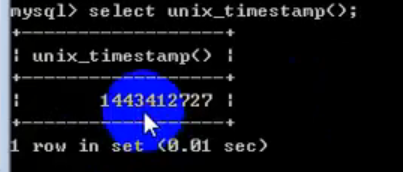 mysql> select unix_timestamp();
+------------------+
| unix_timestamp() |
+------------------+
|       1443412727 |
+------------------+
1 row in set (0.01 sec)